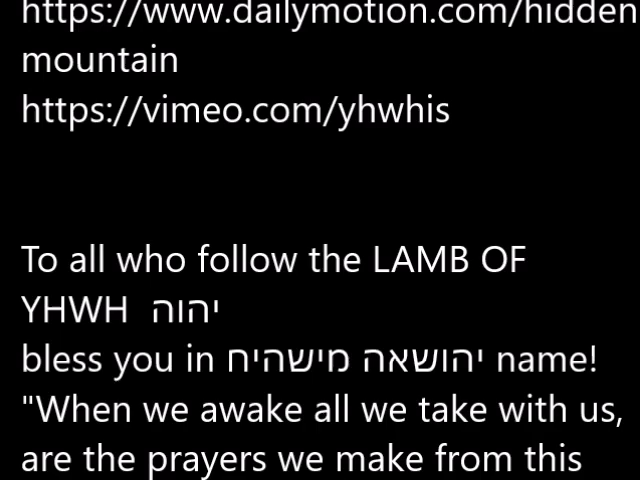 https://www.dailymotion.com/hidden
mountain
https://vimeo.com/yhwhis
To all who follow the LAMB OF
YHWH יהוה
bless you in יהושאה מישהיח name!
"When we awake all we take with us,
are the prayers we make from this